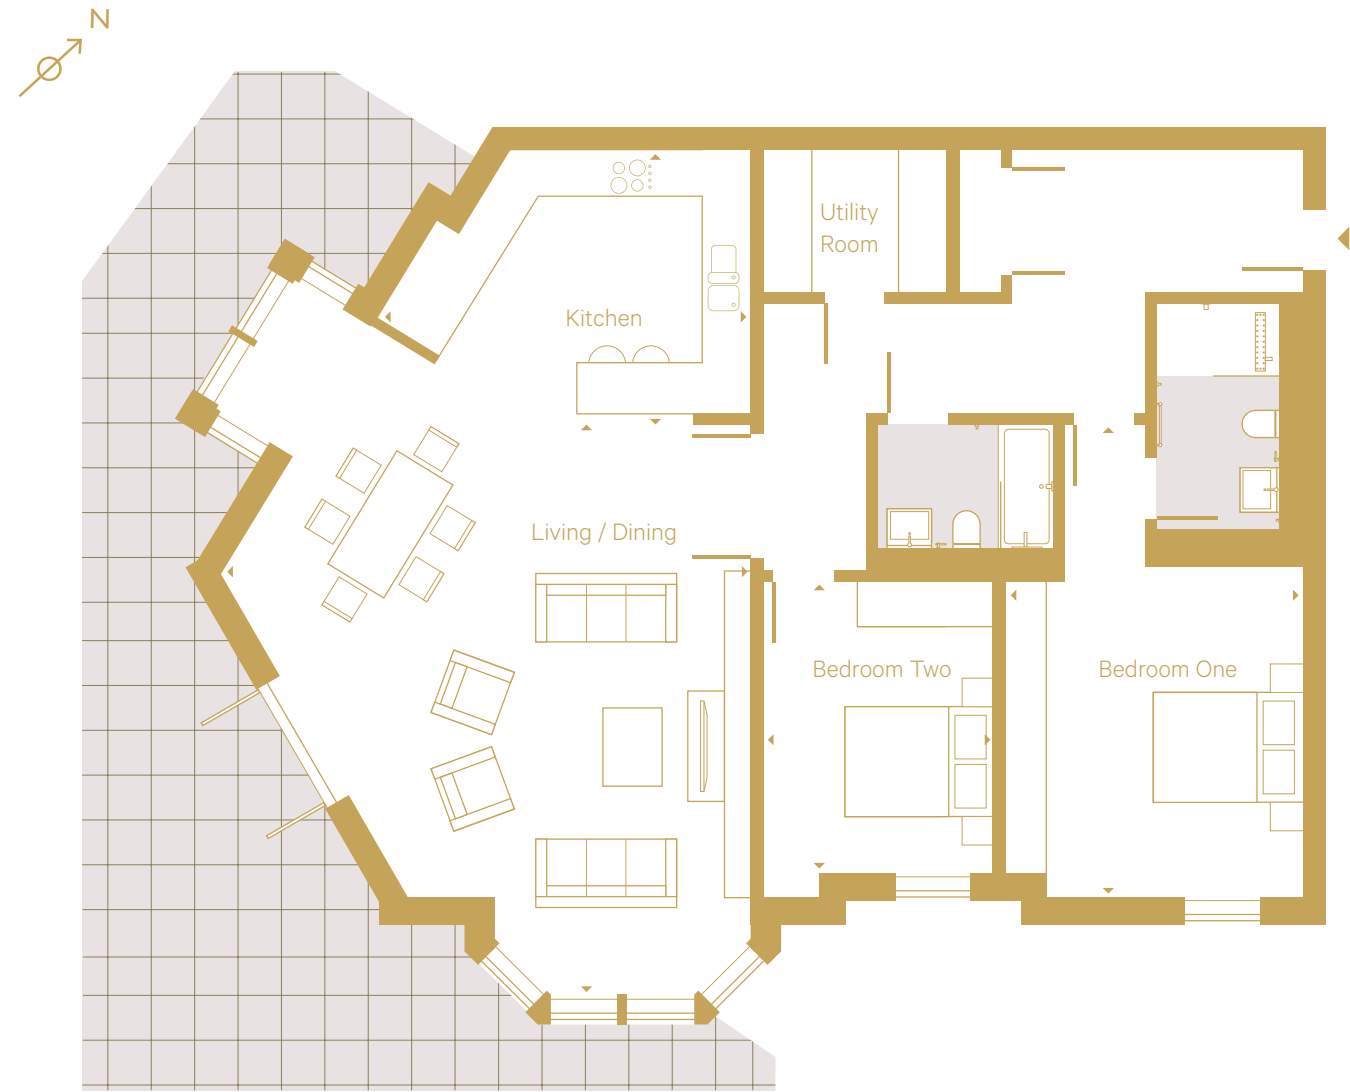 N
Utility
Room
Kitchen
Living / Dining
Bedroom Two
Bedroom One